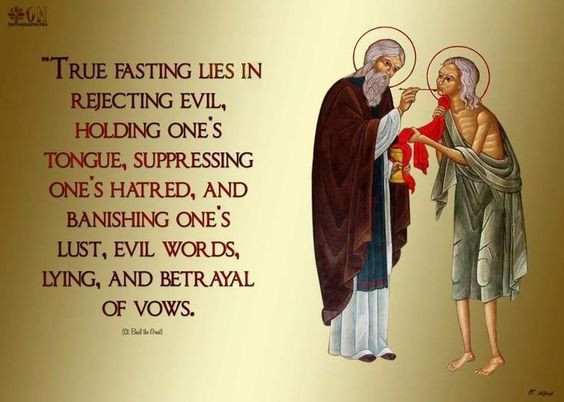 ON
"TRUE FASTING LIES IN
REJECTING EVIL,
HOLDING ONE'S
TONGUE, SUPPRESSING
ONE'S HATRED, AND
BANISHING ONE'S
LUST, EVIL WORDS,
LYING, AND BETRAYAL
OF VOWS.
(St. Basil the Great)